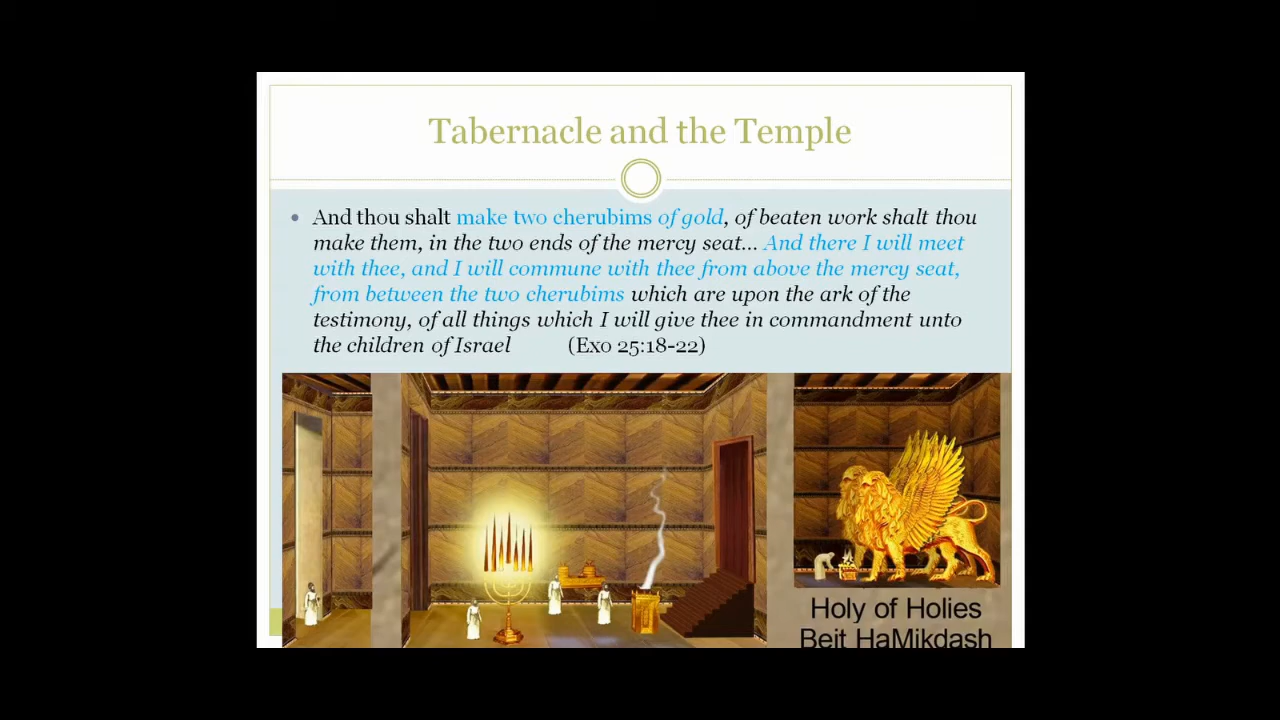 Tabernacle and the Temple
• And thou shalt make two cherubims of gold, of beaten work shalt thou
make them, in the two ends of the mercy seat... And there I will meet
with thee, and I will commune with thee from above the mercy seat,
from between the two cherubims which are upon the ark of the
testimony, of all things which I will give thee in commandment unto
the children of Israel (Exo 25:18-22)
Holy of Holies
Beit HaMikdash